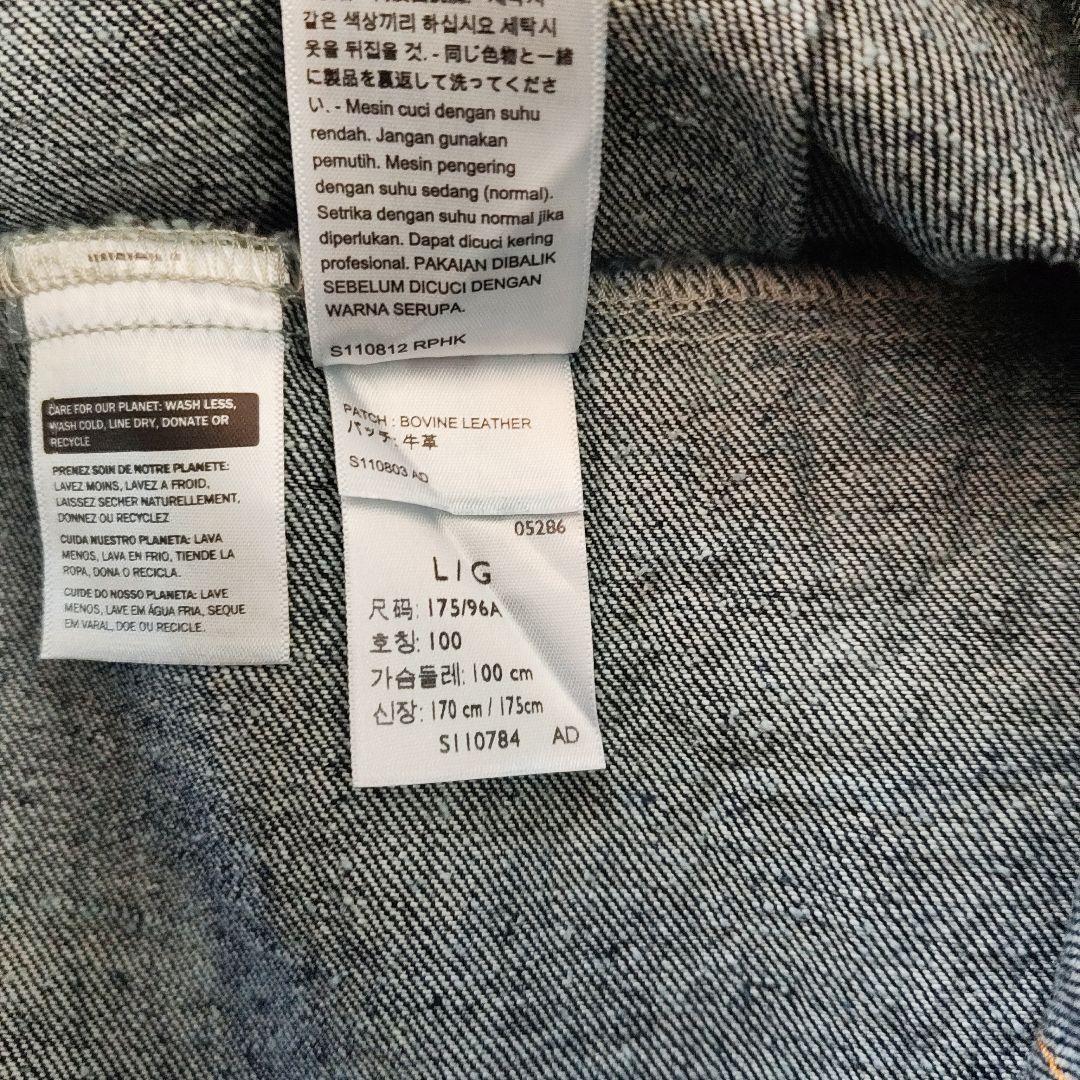 같은 색상끼리 하십시오 세탁시
옷을 뒤집을 것. - 同じ色物と一緒
に製品を裏返して洗ってくださ
い. - Mesin cuci dengan suhu
rendah. Jangan gunakan
pemutih. Mesin pengering
dengan suhu sedang (normal).
Setrika dengan suhu normal jika
diperlukan. Dapat dicuci kering
profesional. PAKAIAN DIBALIK
SEBELUM DICUCI DENGAN
WARNA SERUPA.
S110812 RPHK
CARE FOR OUR PLANET: WASH LESS,
WASH COLD, LINE DRY, DONATE OR
RECYCLE
PRENEZ SOIN DE NOTRE PLANETE:
LAVEZ MOINS, LAVEZ A FROID,
LAISSEZ SECHER NATURELLEMENT,
DONNEZ OU RECYCLEZ
CUIDA NUESTRO PLANETA: LAVA
MENOS, LAVA EN FRIO, TIENDE LA
ROPA, DONA O RECICLA.
CUIDE DO NOSSO PLANETA: LAVE
MENOS, LAVE EM ÁGUA FRIA, SEQUE
EM VARAL, DOE OU RECICLE.
PATCH : BOVINE LEATHER
パッチ: 牛革
S110803 AD
05286
L / G
尺码: 175/96A
호칭: 100
가슴둘레: 100 cm
신장: 170 cm / 175cm
S110784 AD